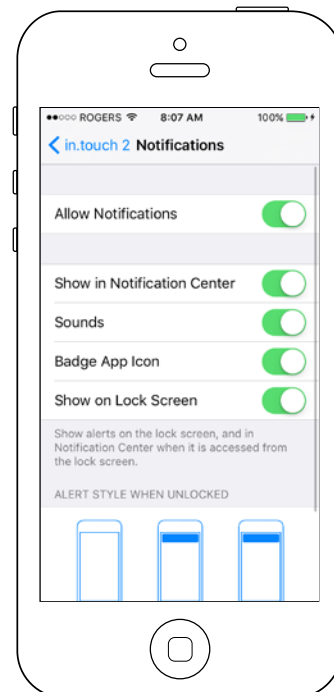 ROGERS 8:07 AM 100%
in.touch 2 Notifications
Allow Notifications
Show in Notification Center
Sounds
Badge App Icon
Show on Lock Screen
Show alerts on the lock screen, and in
Notification Center when it is accessed from
the lock screen.
ALERT STYLE WHEN UNLOCKED